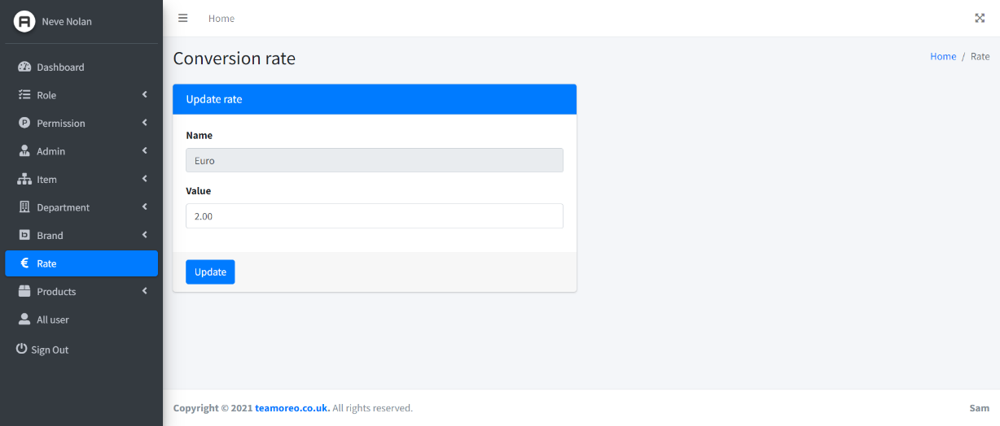 Neve Nolan
Home
Conversion rate
Home / Rate
Dashboard
Role
Permission
Admin
Item
Department
Brand
Rate
Products
All user
Sign Out
Update rate
Name
Euro
Value
2.00
Update
Copyright © 2021 teamoreo.co.uk. All rights reserved.
Sam